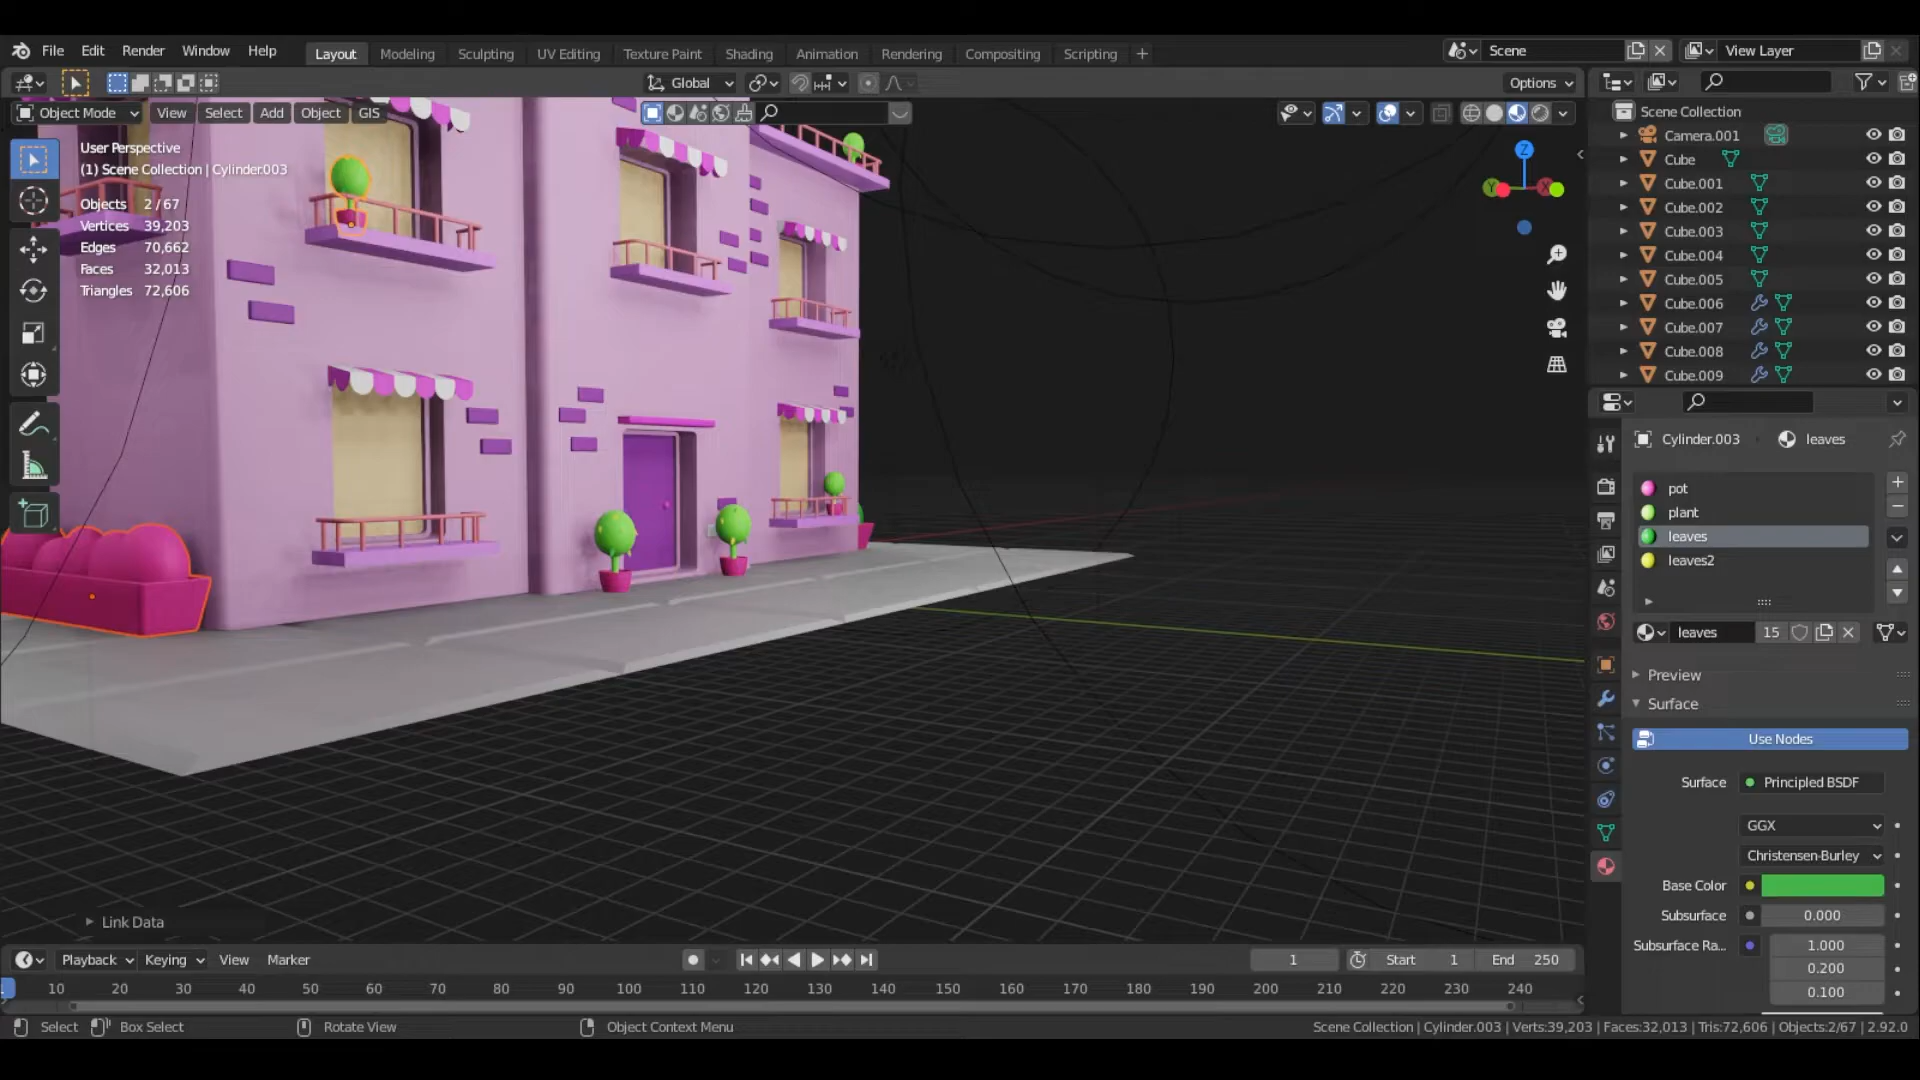 File Edit Render Window Help Layout Modeling Sculpting UV Editing Texture Paint Shading Animation Rendering Compositing Scripting + Scene View Layer
Global Options
Object Mode View Select Add Object GIS
User Perspective
(1) Scene Collection | Cylinder.003
Objects 2/67
Vertices 39,203
Edges 70,662
Faces 32,013
Triangles 72,606
Z
Y
X
Link Data
Scene Collection
Camera.001
Cube
Cube.001
Cube.002
Cube.003
Cube.004
Cube.005
Cube.006
Cube.007
Cube.008
Cube.009
Cylinder.003 leaves
pot
plant
leaves
leaves2
leaves 15
Preview
Surface
Use Nodes
Surface Principled BSDF
GGX
Christensen-Burley
Base Color
Subsurface 0.000
Subsurface Ra... 1.000
0.200
0.100
Playback Keying View Marker 1 Start 1 End 250
1 10 20 30 40 50 60 70 80 90 100 110 120 130 140 150 160 170 180 190 200 210 220 230 240
Select Box Select Rotate View Object Context Menu Scene Collection | Cylinder.003 | Verts:39,203 | Faces:32,013 | Tris:72,606 | Objects:2/67 | 2.92.0